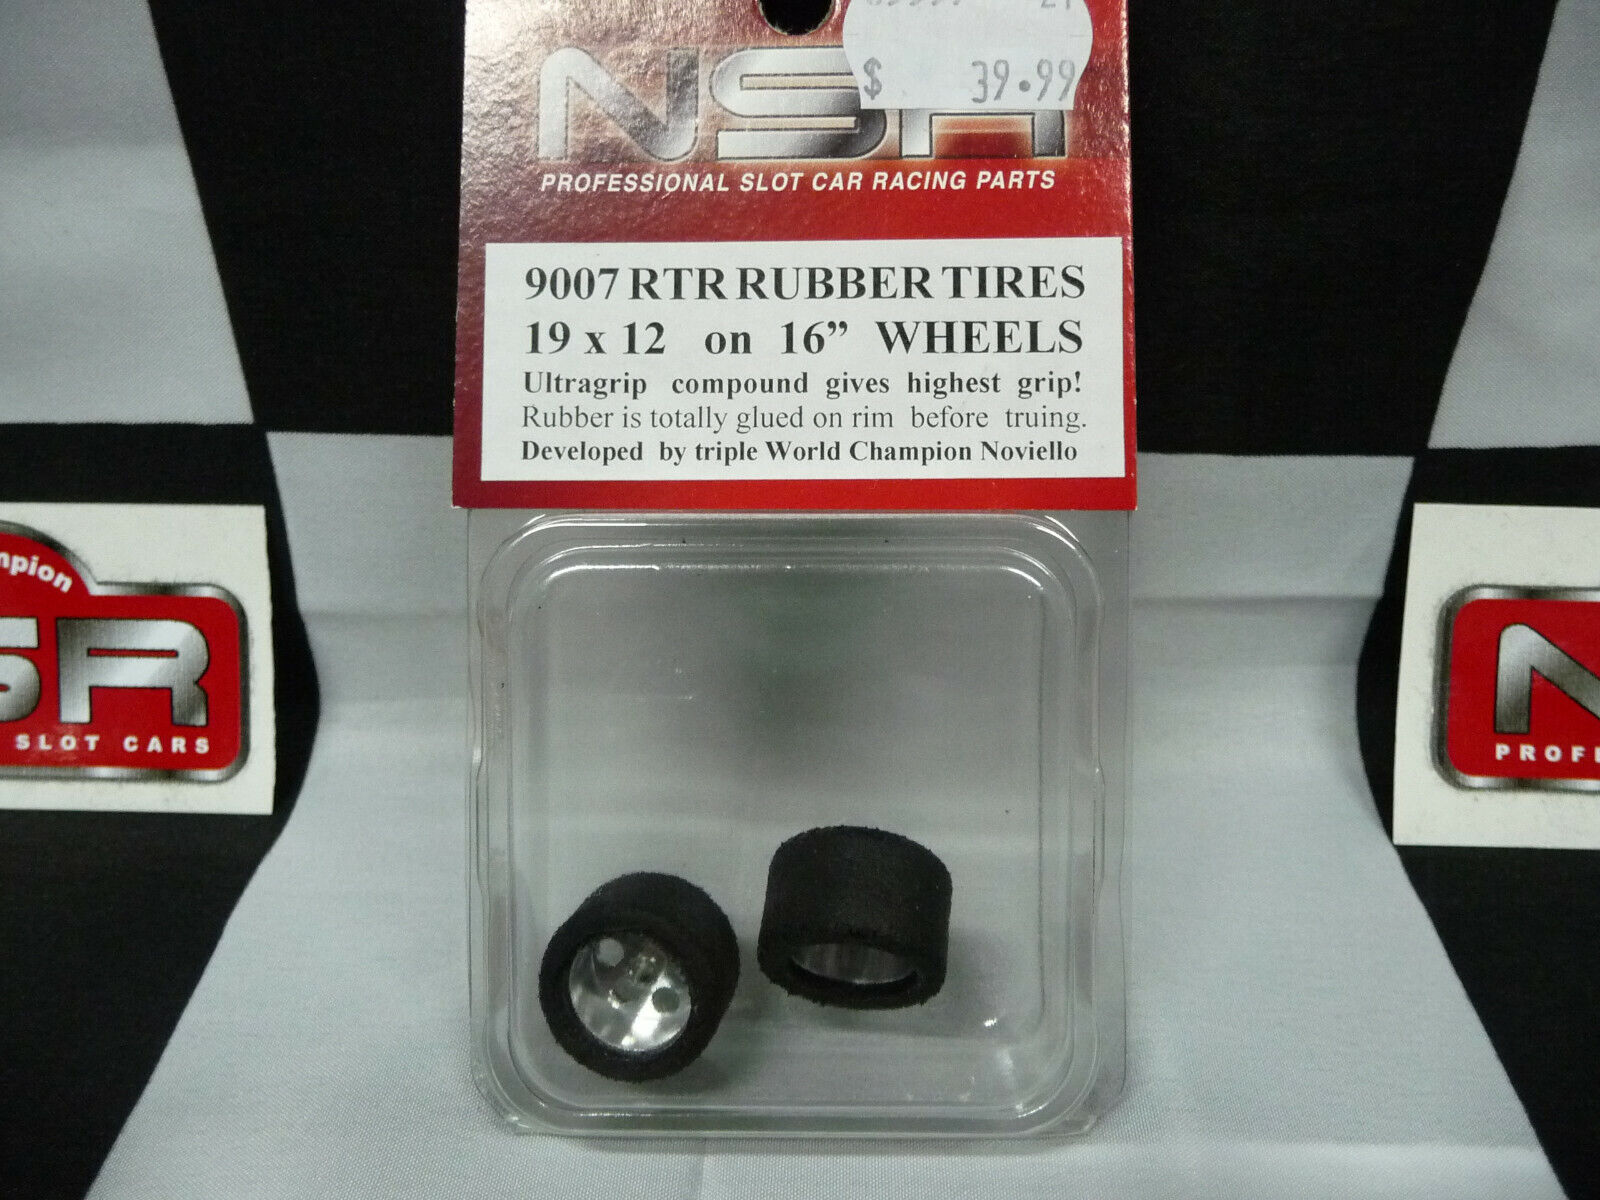 $ 39.99
NSR
PROFESSIONAL SLOT CAR RACING PARTS
9007 RTR RUBBER TIRES
19 x 12 on 16” WHEELS
Ultragrip compound gives highest grip!
Rubber is totally glued on rim before truing.
Developed by triple World Champion Noviello
mpion
SR
SLOT CARS
N
PROF